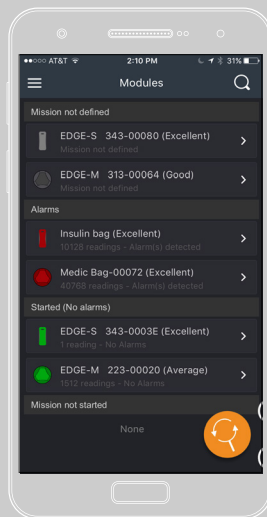 AT&T 2:10 PM 31%
Modules
Mission not defined
EDGE-S 343-00080 (Excellent)
Mission not defined
EDGE-M 313-00064 (Good)
Mission not defined
Alarms
Insulin bag (Excellent)
10128 readings - Alarm(s) detected
Medic Bag-00072 (Excellent)
40768 readings - Alarm(s) detected
Started (No alarms)
EDGE-S 343-0003E (Excellent)
1 reading - No Alarms
EDGE-M 223-00020 (Average)
1512 readings - No Alarms
Mission not started
None